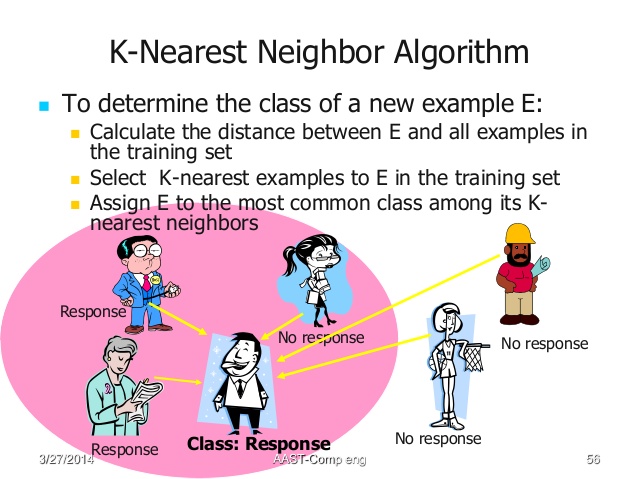 K-Nearest Neighbor Algorithm
To determine the class of a new example E:
Calculate the distance between E and all examples in
the training set
Select K-nearest examples to E in the training set
Assign E to the most common class among its K-
nearest neighbors
Response
No response
No response
Response
Class: Response
No response
3/27/2014
AAST-Comp eng
56